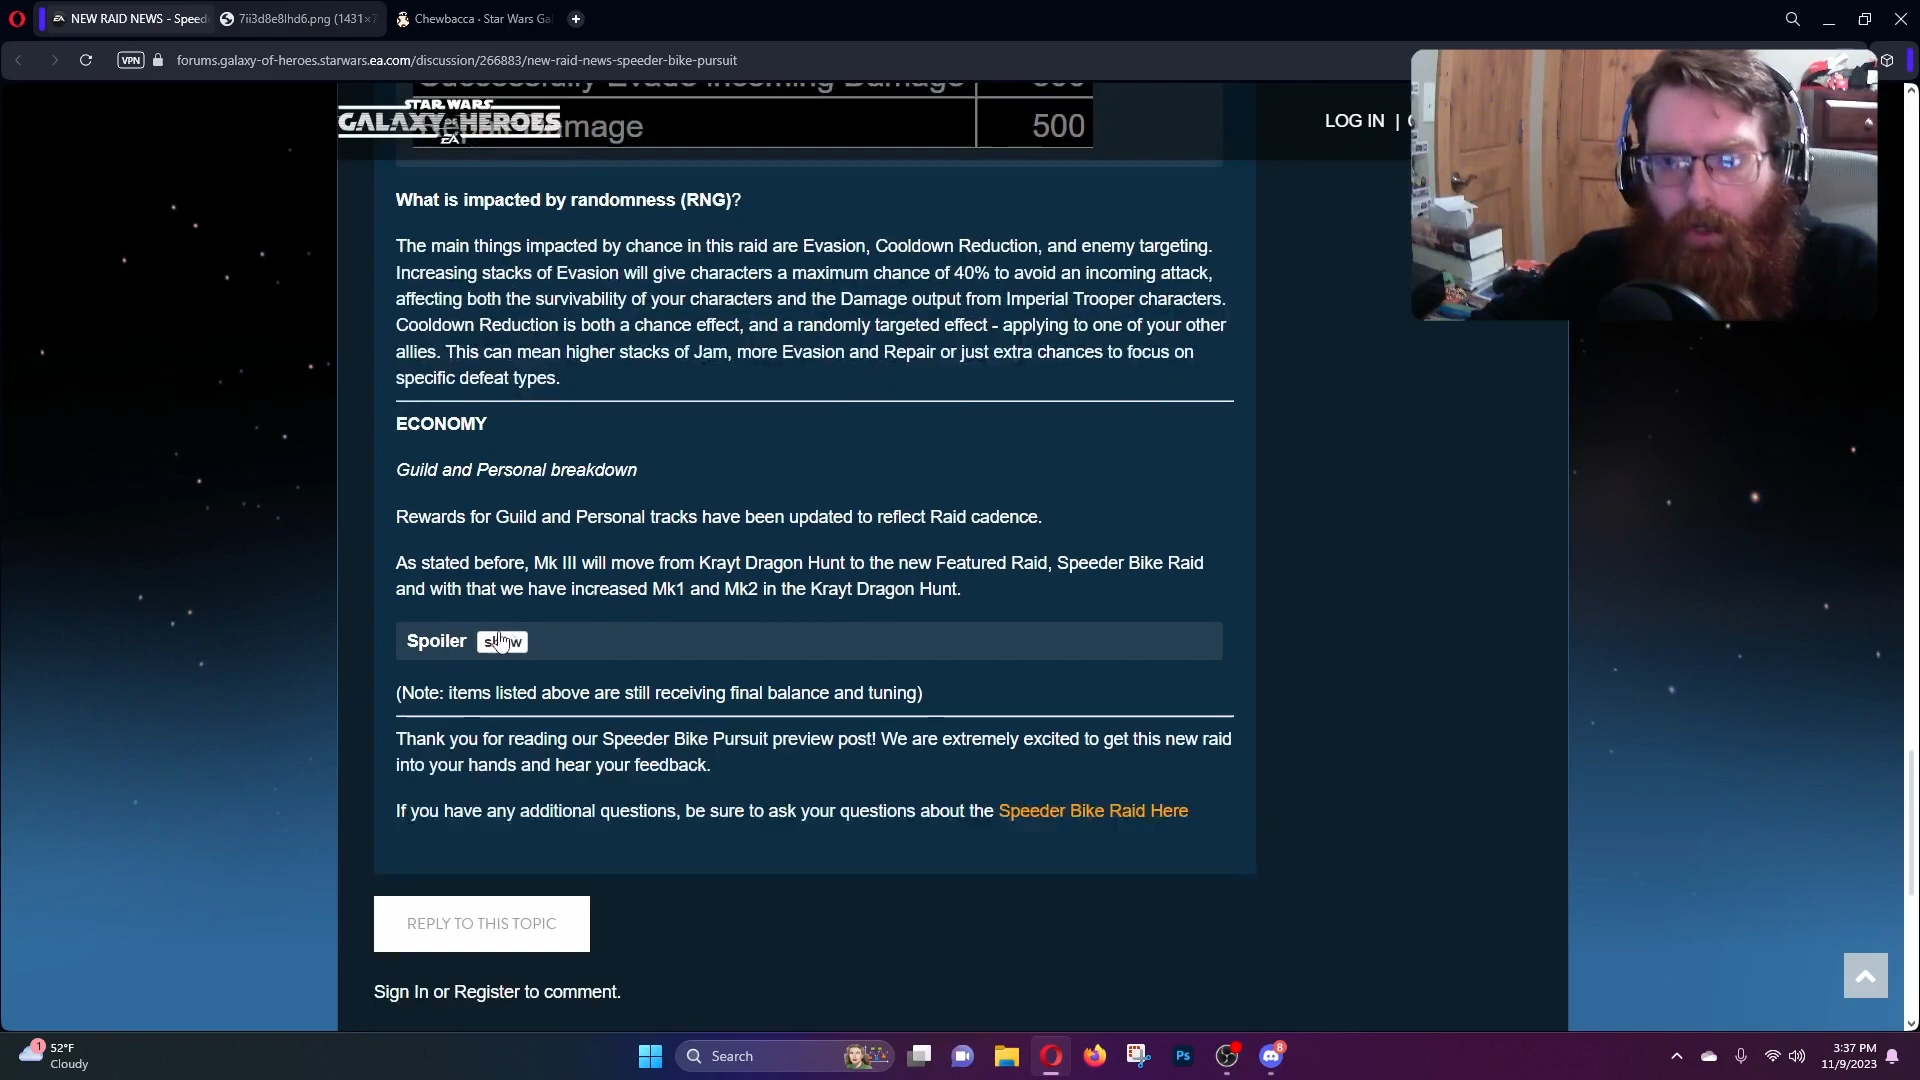 NEW RAID NEWS - Speed
7ii3d8e8lhd6.png (1431×7
Chewbacca · Star Wars Ga
VPN
forums.galaxy-of-heroes.starwars.ea.com/discussion/266883/new-raid-news-speeder-bike-pursuit
Successfully Evade Incoming Damage
STAR WARS
GALAXY OF HEROES
EA
Damage 500
LOG IN |
What is impacted by randomness (RNG)?
The main things impacted by chance in this raid are Evasion, Cooldown Reduction, and enemy targeting.
Increasing stacks of Evasion will give characters a maximum chance of 40% to avoid an incoming attack,
affecting both the survivability of your characters and the Damage output from Imperial Trooper characters.
Cooldown Reduction is both a chance effect, and a randomly targeted effect - applying to one of your other
allies. This can mean higher stacks of Jam, more Evasion and Repair or just extra chances to focus on
specific defeat types.
ECONOMY
Guild and Personal breakdown
Rewards for Guild and Personal tracks have been updated to reflect Raid cadence.
As stated before, Mk III will move from Krayt Dragon Hunt to the new Featured Raid, Speeder Bike Raid
and with that we have increased Mk1 and Mk2 in the Krayt Dragon Hunt.
Spoiler show
(Note: items listed above are still receiving final balance and tuning)
Thank you for reading our Speeder Bike Pursuit preview post! We are extremely excited to get this new raid
into your hands and hear your feedback.
If you have any additional questions, be sure to ask your questions about the Speeder Bike Raid Here
REPLY TO THIS TOPIC
Sign In or Register to comment.
1
52°F
Cloudy
Search
Ps
8
3:37 PM
11/9/2023